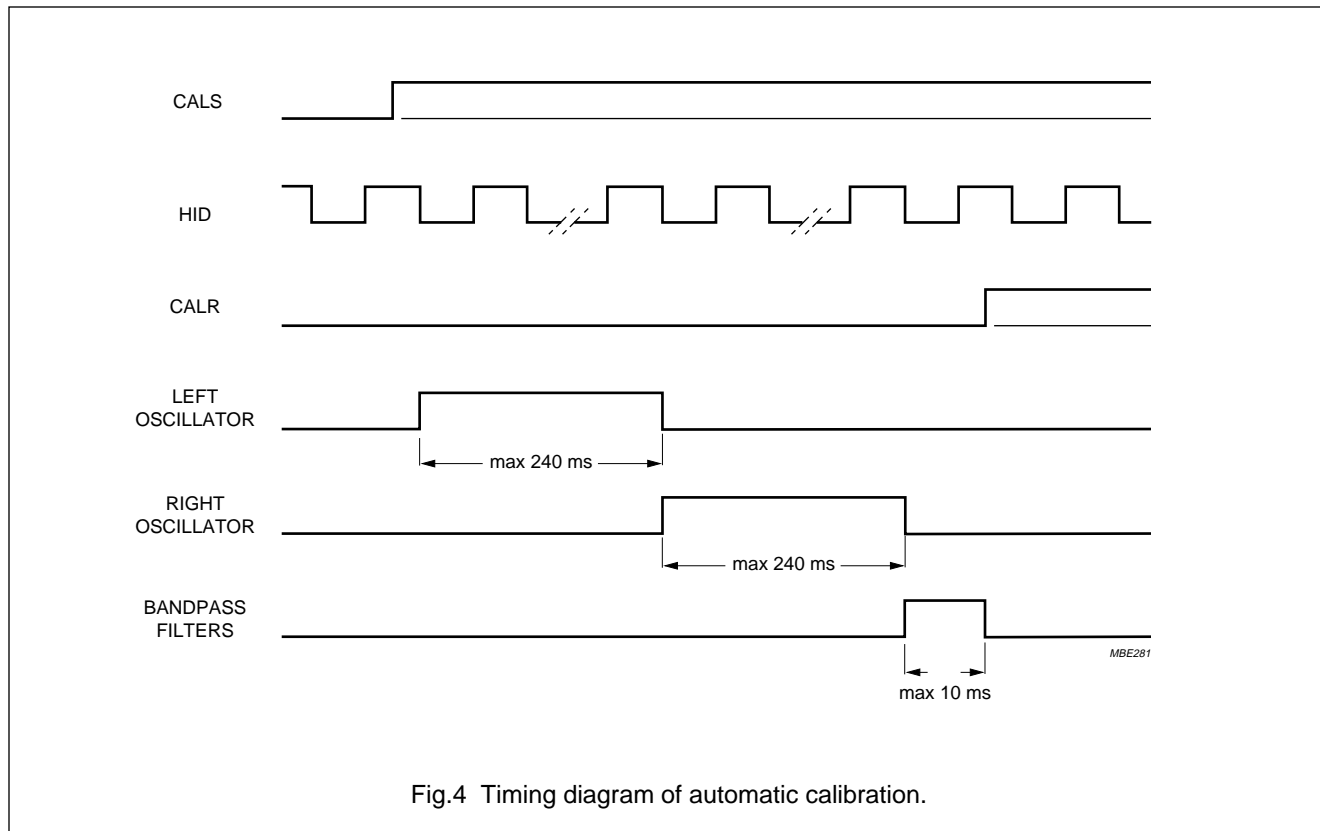 CALS
HID
CALR
LEFT
OSCILLATOR
max 240 ms
RIGHT
OSCILLATOR
max 240 ms
BANDPASS
FILTERS
MBE281
max 10 ms
Fig.4 Timing diagram of automatic calibration.